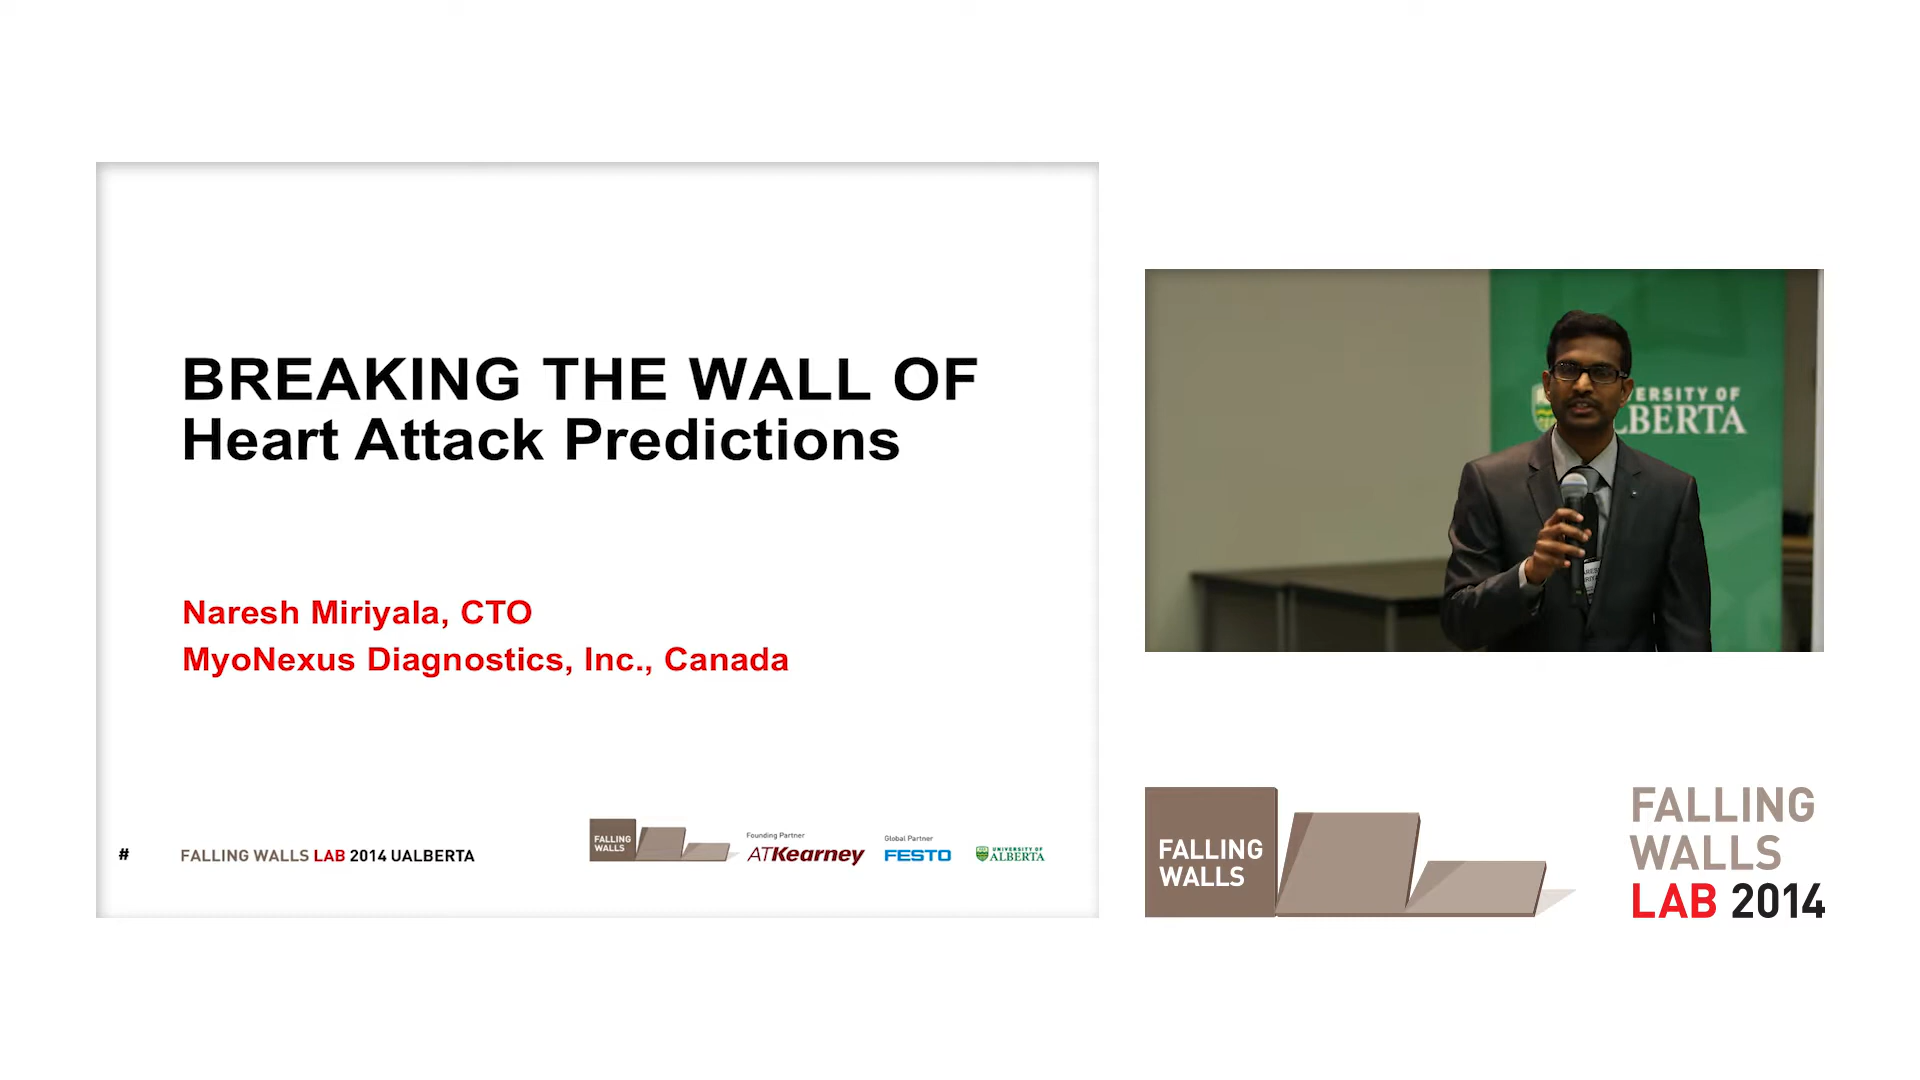 BREAKING THE WALL OF
Heart Attack Predictions
Naresh Miriyala, CTO
MyoNexus Diagnostics, Inc., Canada
#
FALLING WALLS LAB 2014 UALBERTA
FALLING
WALLS
Founding Partner
ATKearney
Global Partner
FESTO
UNIVERSITY OF
ALBERTA
ERSITY OF
LBERTA
FALLING
WALLS
FALLING
WALLS
LAB 2014